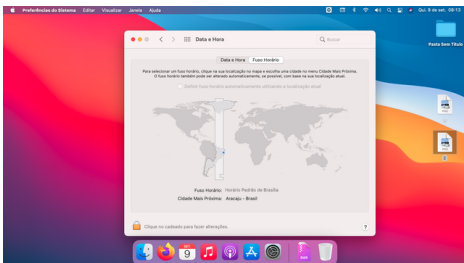 Preferências do Sistema Editar Visualizar Janela Ajuda
Qui. 9 de set. 08:13
Data e Hora
Buscar
Data e Hora Fuso Horário
Para selecionar um fuso horário, clique na sua localização no mapa e escolha uma cidade no menu Cidade Mais Próxima.
O fuso horário também pode ser alterado automaticamente, se possível, com base na sua localização atual.
Definir fuso horário automaticamente utilizando a localização atual
Fuso Horário: Horário Padrão de Brasília
Cidade Mais Próxima: Aracaju - Brasil
Clique no cadeado para fazer alterações.
?
Pasta Sem Título
9